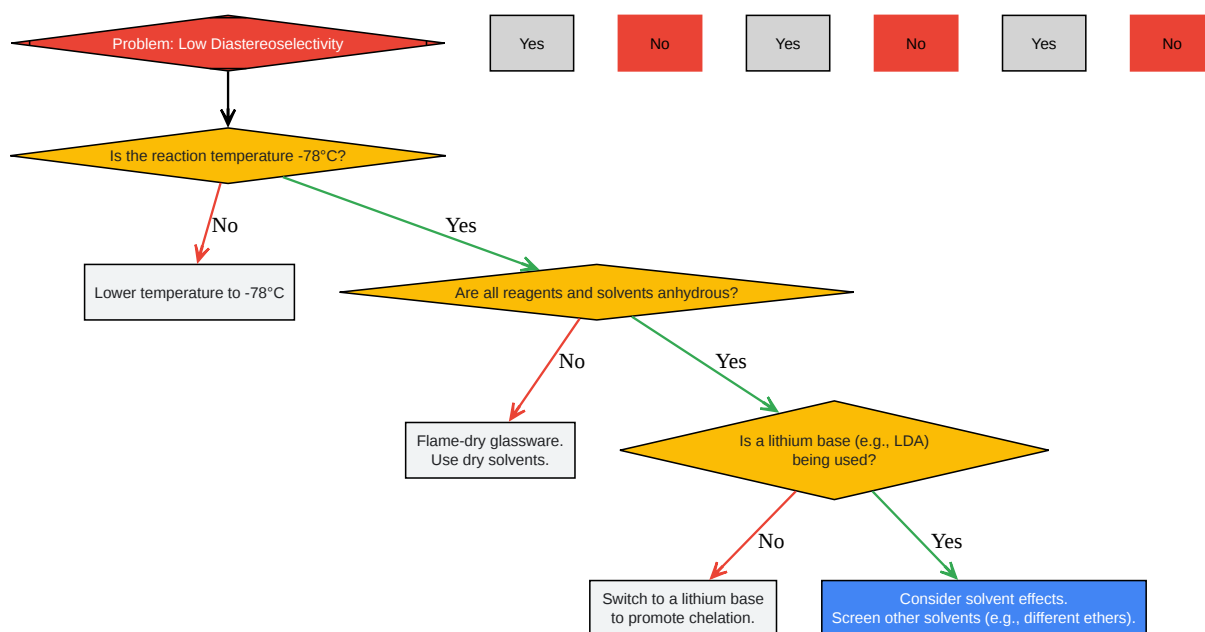 Problem: Low Diastereoselectivity
Yes
No
Yes
No
Yes
No
Is the reaction temperature -78°C?
No
Yes
Lower temperature to -78°C
Are all reagents and solvents anhydrous?
No
Yes
Flame-dry glassware.
Use dry solvents.
Is a lithium base (e.g., LDA)
being used?
No
Yes
Switch to a lithium base
to promote chelation.
Consider solvent effects.
Screen other solvents (e.g., different ethers).